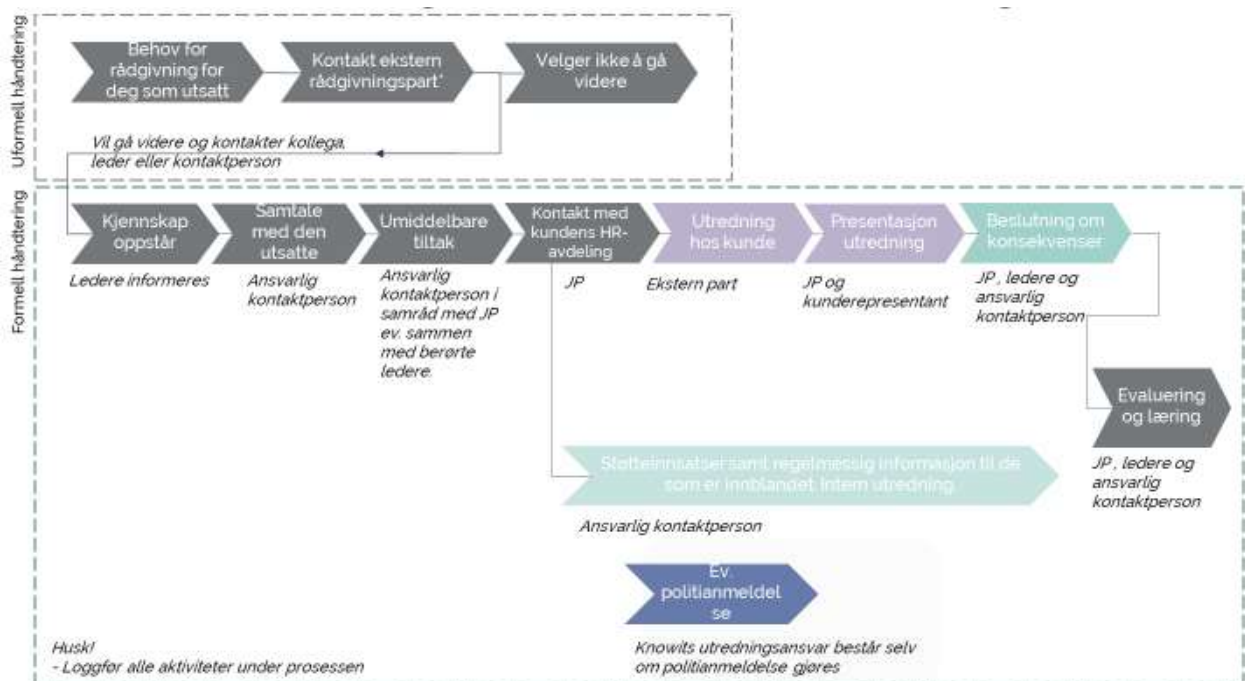 Uformell håndtering
Behov for
rådgivning for
deg som utsatt
Kontakt ekstern
rådgivningspart*
Velger ikke å gå
videre
Vil gå videre og kontakter kollega,
leder eller kontaktperson
Formell håndtering
Kjennskap
oppstår
Ledere informeres
Samtale
med den
utsatte
Ansvarlig
kontaktperson
Umiddelbare
tiltak
Ansvarlig
kontaktperson i
samråd med JP
ev. sammen
med berørte
ledere.
Kontakt med
kundens HR-
avdeling
JP
Utredning
hos kunde
Ekstern part
Presentasjon
utredning
JP og
kunderepresentant
Beslutning om
konsekvenser
JP , ledere og
ansvarlig
kontaktperson
Evaluering
og læring
JP , ledere og
ansvarlig
kontaktperson
Støtteinnsatser samt regelmessig informasjon til de
som er innblandet. Intern utredning.
Ansvarlig kontaktperson
Ev.
politianmeldel
se
Knowits utredningsansvar består selv
om politianmeldelse gjøres
Husk!
- Loggfør alle aktiviteter under prosessen